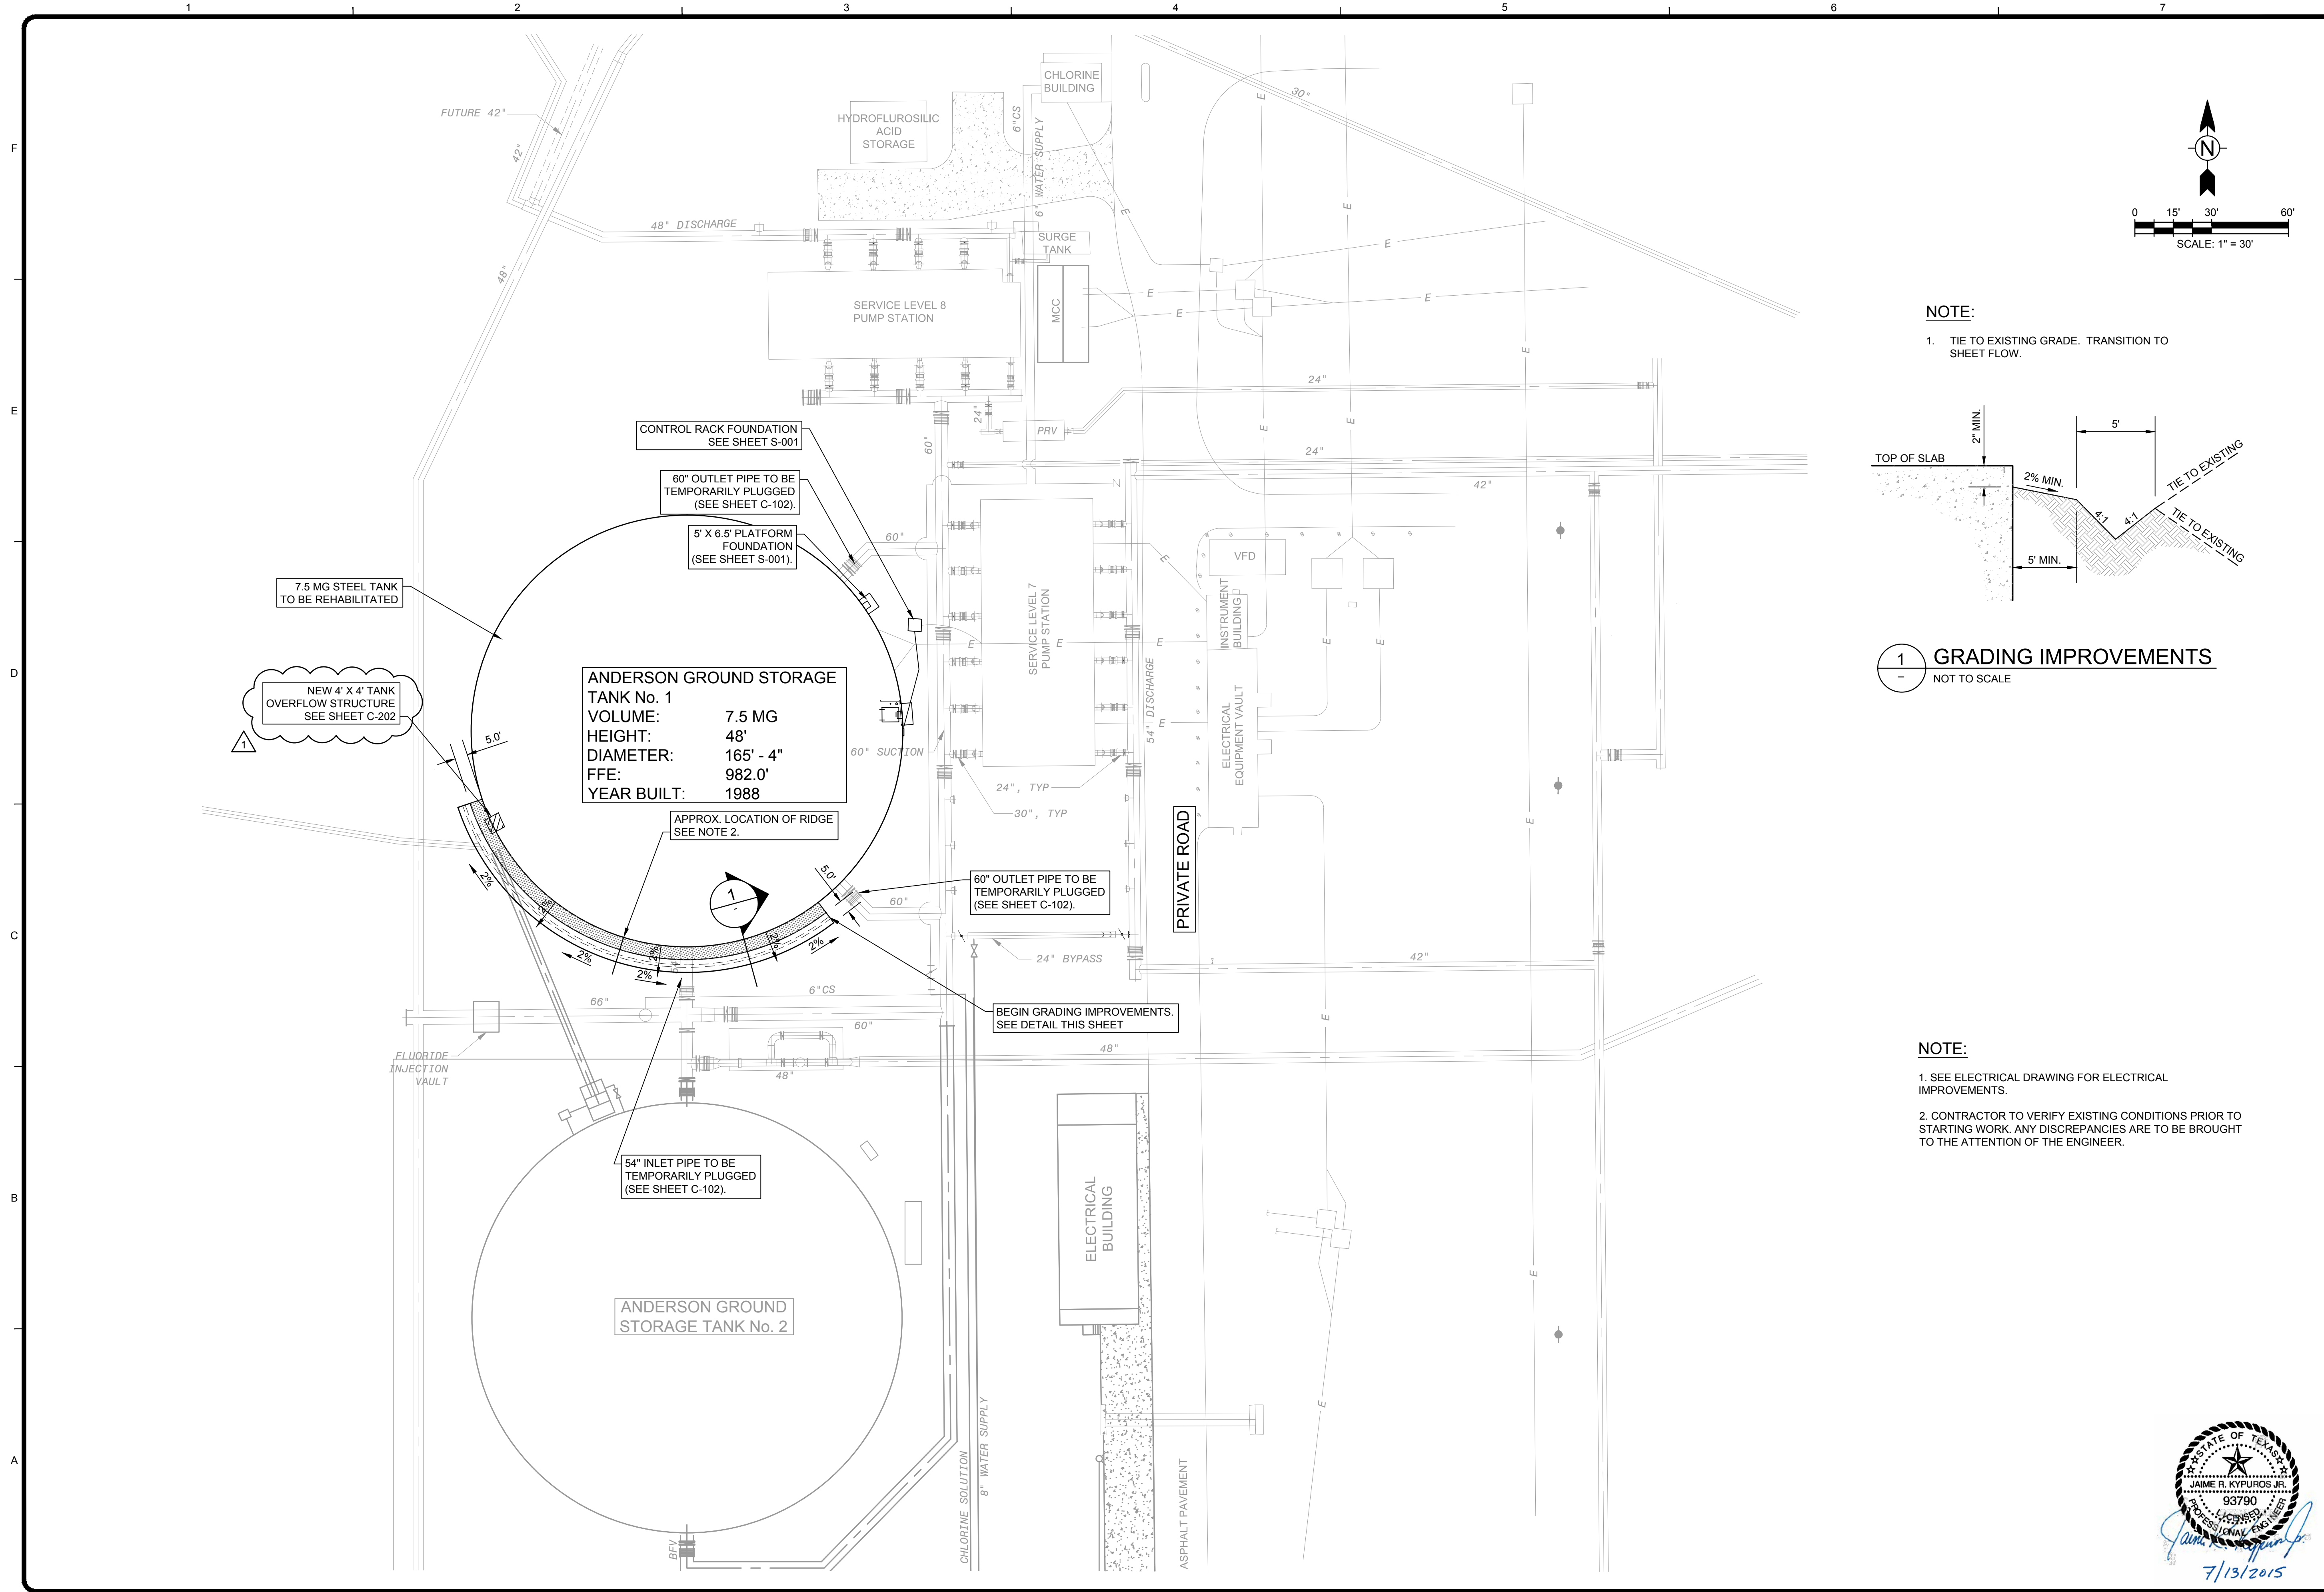 1 2 3 4 5 6 7
F
E
D
C
B
A
FUTURE 42"
42"
48"
48" DISCHARGE
HYDROFLUROSILIC
ACID
STORAGE
CHLORINE
BUILDING
6"CS
6" WATER SUPPLY
SURGE
TANK
SERVICE LEVEL 8
PUMP STATION
MCC
30"
E
E
E
E
E
E
E
E
E
E
24"
24"
PRV
60"
24"
42"
CONTROL RACK FOUNDATION
SEE SHEET S-001
60" OUTLET PIPE TO BE
TEMPORARILY PLUGGED
(SEE SHEET C-102).
5' X 6.5' PLATFORM
FOUNDATION
(SEE SHEET S-001).
60"
7.5 MG STEEL TANK
TO BE REHABILITATED
NEW 4' X 4' TANK
OVERFLOW STRUCTURE
SEE SHEET C-202
1
5.0'
ANDERSON GROUND STORAGE
TANK No. 1
VOLUME: 7.5 MG
HEIGHT: 48'
DIAMETER: 165' - 4"
FFE: 982.0'
YEAR BUILT: 1988
SERVICE LEVEL 7
PUMP STATION
VFD
INSTRUMENT
BUILDING
ELECTRICAL
EQUIPMENT VAULT
54" DISCHARGE
E
E
E
E
E
E
E
E
60" SUCTION
24", TYP
30", TYP
PRIVATE ROAD
APPROX. LOCATION OF RIDGE
SEE NOTE 2.
1
-
5.0'
60" OUTLET PIPE TO BE
TEMPORARILY PLUGGED
(SEE SHEET C-102).
60"
2%
2%
2%
2%
2%
2%
2%
54"
24" BYPASS
42"
BEGIN GRADING IMPROVEMENTS.
SEE DETAIL THIS SHEET
66"
6"CS
60"
48"
48"
FLUORIDE
INJECTION
VAULT
54" INLET PIPE TO BE
TEMPORARILY PLUGGED
(SEE SHEET C-102).
ANDERSON GROUND
STORAGE TANK No. 2
ELECTRICAL
BUILDING
E
E
E
BFV
CHLORINE SOLUTION
8" WATER SUPPLY
ASPHALT PAVEMENT
N
0 15' 30' 60'
SCALE: 1" = 30'
NOTE:
1. TIE TO EXISTING GRADE. TRANSITION TO
SHEET FLOW.
2" MIN.
5'
TOP OF SLAB
2% MIN.
4:1
4:1
TIE TO EXISTING
TIE TO EXISTING
5' MIN.
1
–
GRADING IMPROVEMENTS
NOT TO SCALE
NOTE:
1. SEE ELECTRICAL DRAWING FOR ELECTRICAL
IMPROVEMENTS.
2. CONTRACTOR TO VERIFY EXISTING CONDITIONS PRIOR TO
STARTING WORK. ANY DISCREPANCIES ARE TO BE BROUGHT
TO THE ATTENTION OF THE ENGINEER.
STATE OF TEXAS
JAIME R. KYPUROS JR.
93790
LICENSED
PROFESSIONAL ENGINEER
Jaime R. Kypuros Jr.
7/13/2015